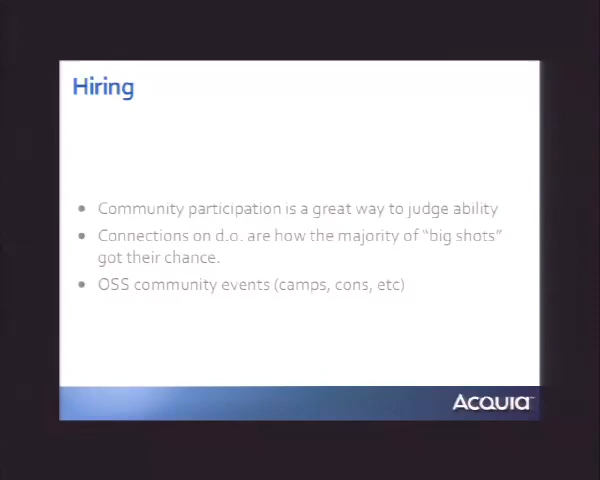 Hiring
• Community participation is a great way to judge ability
• Connections on d.o. are how the majority of “big shots”
got their chance.
• OSS community events (camps, cons, etc)
ACQUIA